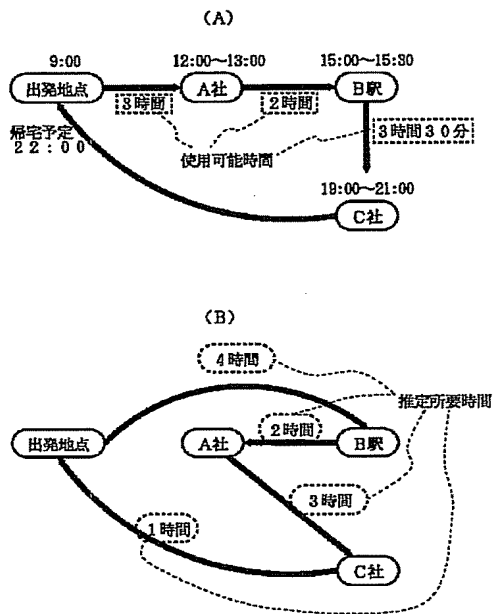 (A)
9:00
12:00～13:00
15:00～15:30
出発地点
A社
B駅
3時間
2時間
帰宅予定
22:00
使用可能時間
3時間30分
19:00～21:00
C社
(B)
4時間
推定所要時間
出発地点
A社
2時間
B駅
3時間
1時間
C社